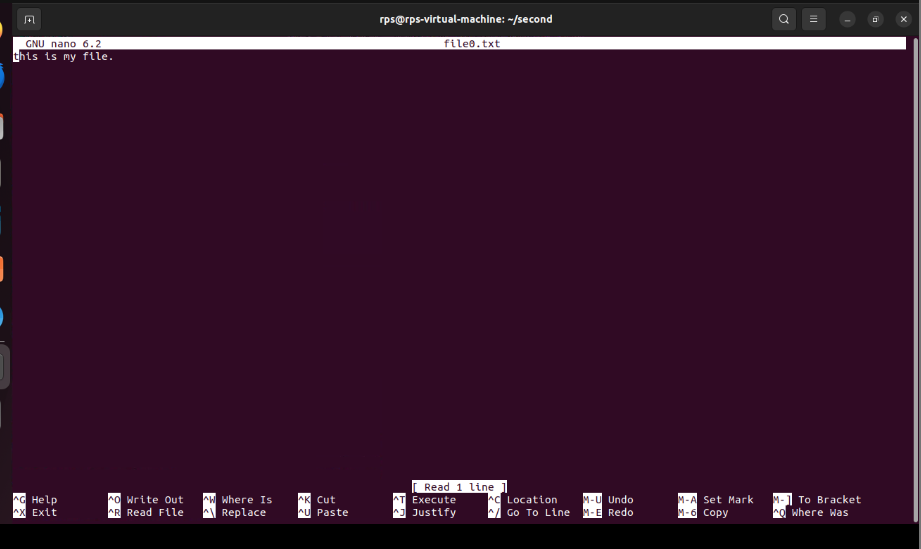 rps@rps-virtual-machine: ~/second
GNU nano 6.2 file0.txt
this is my file.
[ Read 1 line ]
^G Help ^O Write Out ^W Where Is ^K Cut ^T Execute ^C Location M-U Undo M-A Set Mark M-] To Bracket
^X Exit ^R Read File ^\ Replace ^U Paste ^J Justify ^/ Go To Line M-E Redo M-6 Copy ^Q Where Was